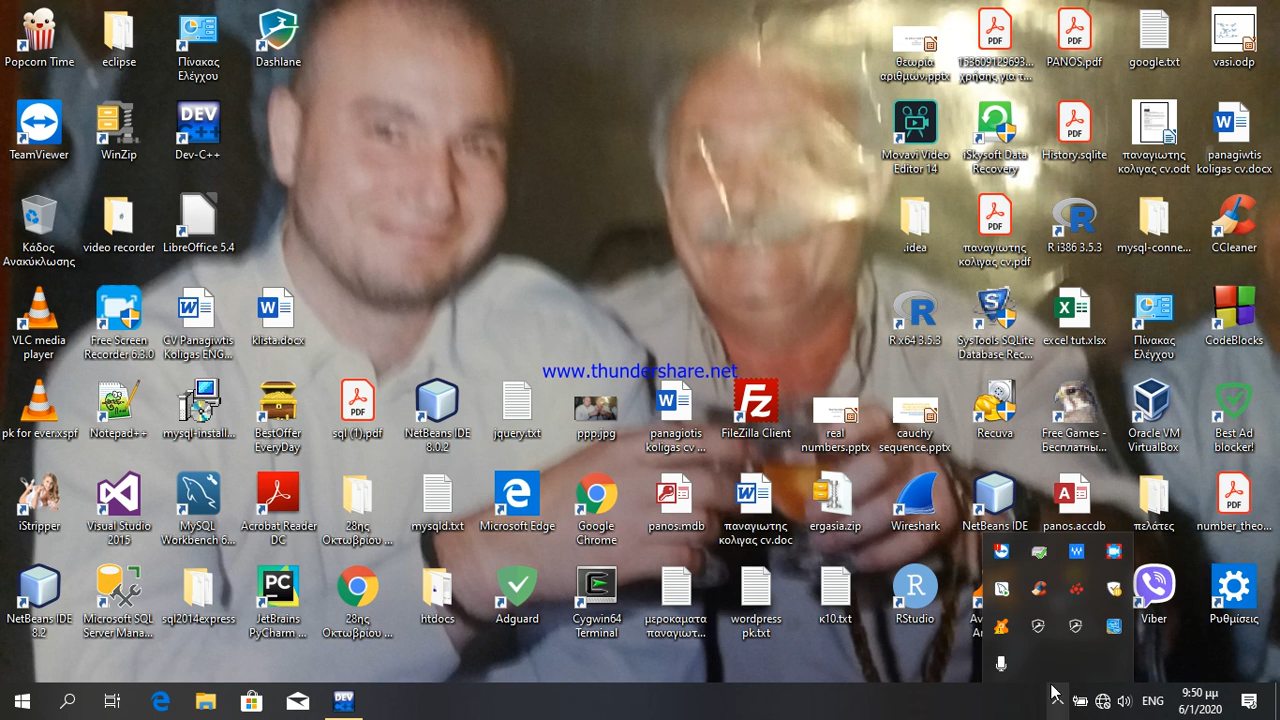 Popcorn Time
eclipse
Πίνακας
Ελέγχου
Dashlane
θεωρια
αριθμων.pptx
153609129693...
χρήσης για τ...
PANOS.pdf
google.txt
vasi.odp
TeamViewer
WinZip
DEV
C++
Dev-C++
Movavi Video
Editor 14
iSkysoft Data
Recovery
History.sqlite
παναγιωτης
κολιγας cv.odt
panagiwtis
koligas cv.docx
Κάδος
Ανακύκλωσης
video recorder
LibreOffice 5.4
.idea
παναγιωτης
κολιγας cv.pdf
R i386 3.5.3
mysql-conne...
CCleaner
VLC media
player
Free Screen
Recorder 6.3.0
CV Panagiwtis
Koligas ENG...
klista.docx
R x64 3.5.3
SysTools SQLite
Database Rec...
excel tut.xlsx
Πίνακας
Ελέγχου
CodeBlocks
www.thundershare.net
pk for ever.xspf
Notepad++
mysql-install...
BestOffer
EveryDay
sql (1).pdf
NetBeans IDE
8.0.2
jquery.txt
ppp.jpg
panagiotis
koligas cv ...
FileZilla Client
real
numbers.pptx
cauchy
sequence.pptx
Recuva
Free Games -
Бесплатны...
Oracle VM
VirtualBox
Best Ad
blocker!
iStripper
Visual Studio
2015
MySQL
Workbench 6...
Acrobat Reader
DC
28ης
Οκτωβρίου ...
mysqld.txt
Microsoft Edge
Google
Chrome
panos.mdb
παναγιωτης
κολιγας cv.doc
ergasia.zip
Wireshark
NetBeans IDE
panos.accdb
πελάτες
number_theo...
NetBeans IDE
8.2
Microsoft SQL
Server Mana...
sql2014express
JetBrains
PyCharm ...
28ης
Οκτωβρίου ...
htdocs
Adguard
Cygwin64
Terminal
μεροκαματα
παναγιωτ...
wordpress
pk.txt
κ10.txt
RStudio
Viber
Ρυθμίσεις
ENG
9:50 μμ
6/1/2020